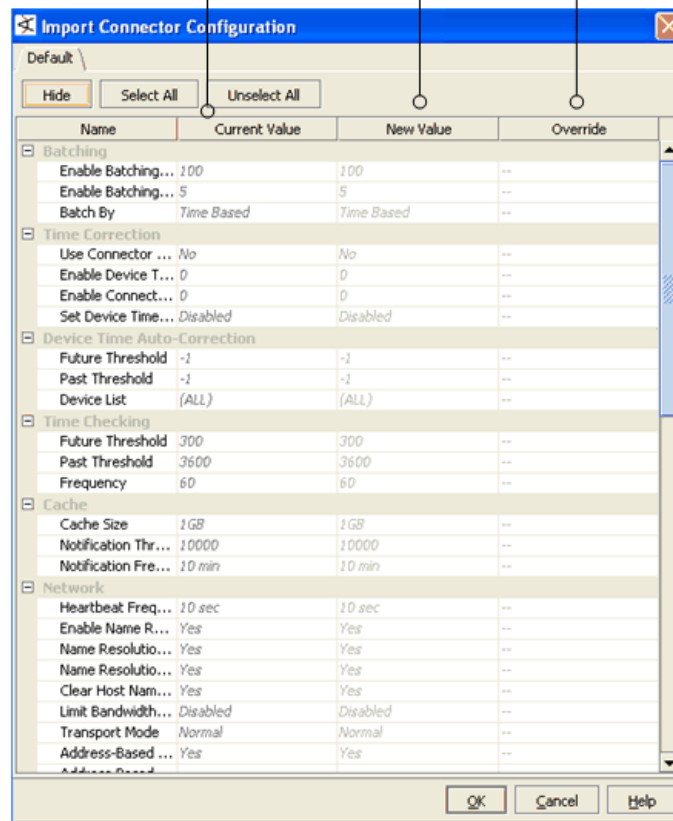 Import Connector Configuration
Default
Hide Select All Unselect All
Name Current Value New Value Override
Batching
Enable Batching... 100 100 --
Enable Batching... 5 5 --
Batch By Time Based Time Based --
Time Correction
Use Connector ... No No --
Enable Device T... 0 0 --
Enable Connect... 0 0 --
Set Device Time... Disabled Disabled --
Device Time Auto-Correction
Future Threshold -1 -1 --
Past Threshold -1 -1 --
Device List (ALL) (ALL) --
Time Checking
Future Threshold 300 300 --
Past Threshold 3600 3600 --
Frequency 60 60 --
Cache
Cache Size 1GB 1GB --
Notification Thr... 10000 10000 --
Notification Fre... 10 min 10 min --
Network
Heartbeat Freq... 10 sec 10 sec --
Enable Name R... Yes Yes --
Name Resolutio... Yes Yes --
Name Resolutio... Yes Yes --
Clear Host Nam... Yes Yes --
Limit Bandwidth... Disabled Disabled --
Transport Mode Normal Normal --
Address-Based ... Yes Yes --
OK Cancel Help